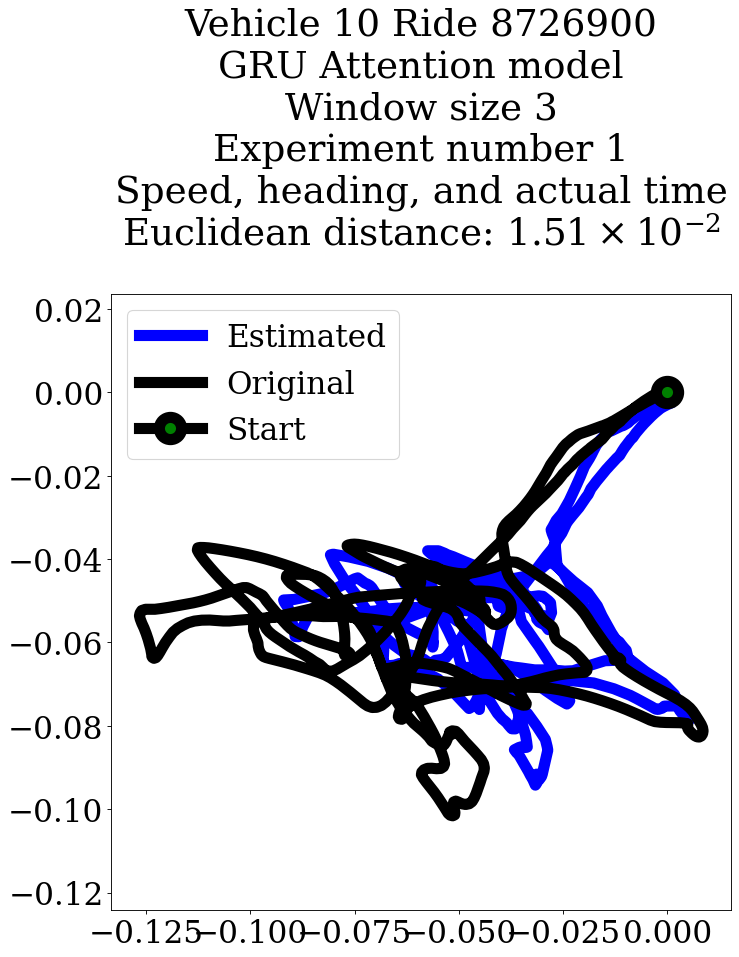 Vehicle 10 Ride 8726900
GRU Attention model
Window size 3
Experiment number 1
Speed, heading, and actual time
Euclidean distance: 1.51 × 10⁻²
0.02
Estimated
0.00
Original
Start
−0.02
−0.04
−0.06
−0.08
−0.10
−0.12
−0.125 −0.100 −0.075 −0.050 −0.025 0.000